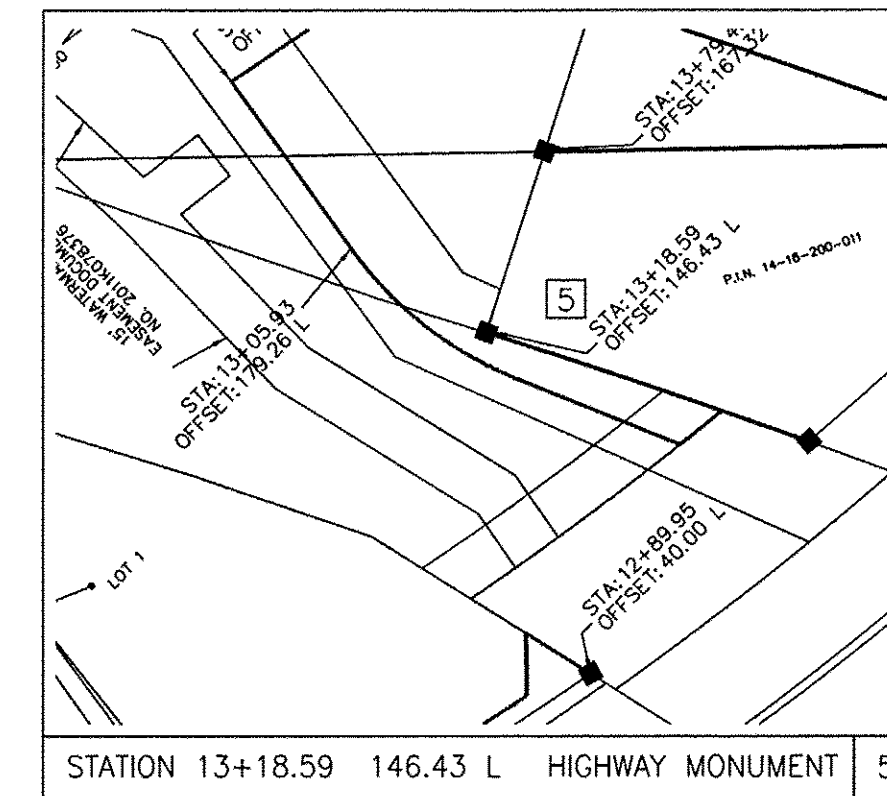 STA: 13+79.4
OFFSET: 167.32
STA: 13+18.59
OFFSET: 146.43 L
P.I.N. 14-16-200-011
5
15' WATERMA
EASEMENT DOCUME
NO. 2011K078376
STA: 13+05.93
OFFSET: 179.26 L
STA: 12+89.95
OFFSET: 40.00 L
LOT 1
STATION 13+18.59 146.43 L HIGHWAY MONUMENT 5